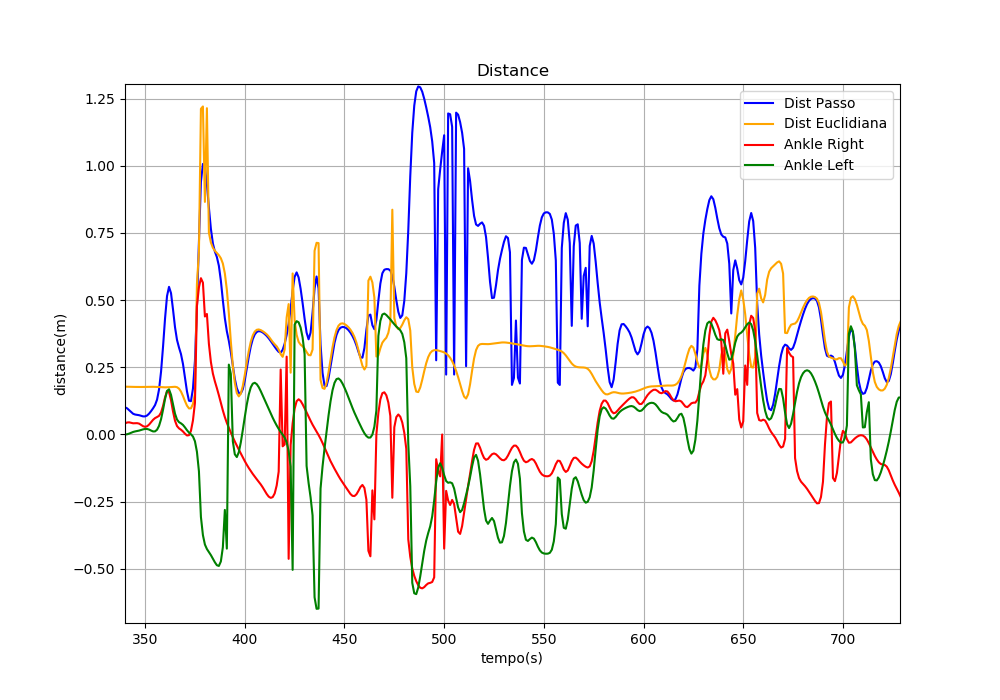 Distance
1.25
1.00
0.75
0.50
0.25
0.00
−0.25
−0.50
distance(m)
Dist Passo
Dist Euclidiana
Ankle Right
Ankle Left
350 400 450 500 550 600 650 700
tempo(s)